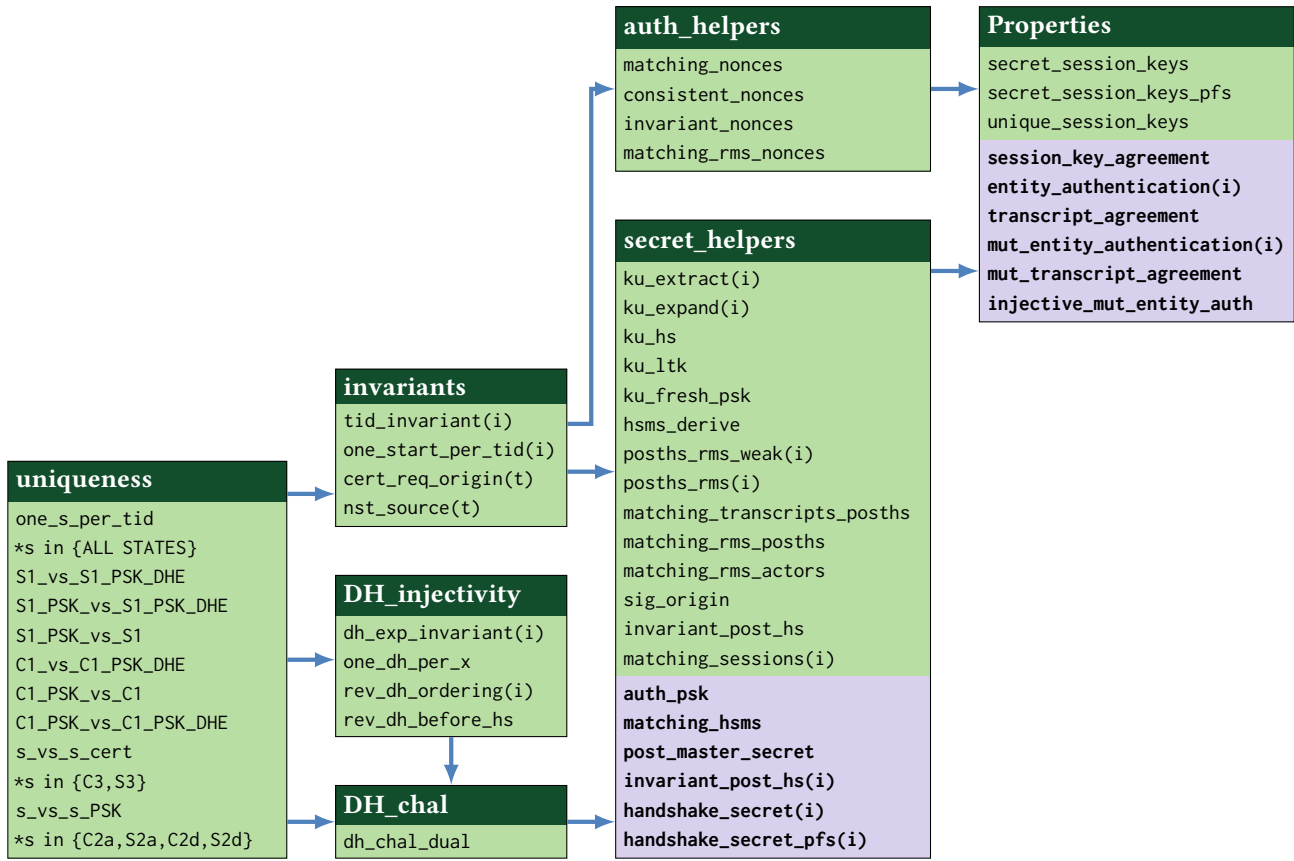 auth_helpers
matching_nonces
consistent_nonces
invariant_nonces
matching_rms_nonces
Properties
secret_session_keys
secret_session_keys_pfs
unique_session_keys
session_key_agreement
entity_authentication(i)
transcript_agreement
mut_entity_authentication(i)
mut_transcript_agreement
injective_mut_entity_auth
secret_helpers
ku_extract(i)
ku_expand(i)
ku_hs
ku_ltk
ku_fresh_psk
hsms_derive
posths_rms_weak(i)
posths_rms(i)
matching_transcripts_posths
matching_rms_posths
matching_rms_actors
sig_origin
invariant_post_hs
matching_sessions(i)
auth_psk
matching_hsms
post_master_secret
invariant_post_hs(i)
handshake_secret(i)
handshake_secret_pfs(i)
invariants
tid_invariant(i)
one_start_per_tid(i)
cert_req_origin(t)
nst_source(t)
uniqueness
one_s_per_tid
*s in {ALL STATES}
S1_vs_S1_PSK_DHE
S1_PSK_vs_S1_PSK_DHE
S1_PSK_vs_S1
C1_vs_C1_PSK_DHE
C1_PSK_vs_C1
C1_PSK_vs_C1_PSK_DHE
s_vs_s_cert
*s in {C3,S3}
s_vs_s_PSK
*s in {C2a,S2a,C2d,S2d}
DH_injectivity
dh_exp_invariant(i)
one_dh_per_x
rev_dh_ordering(i)
rev_dh_before_hs
DH_chal
dh_chal_dual